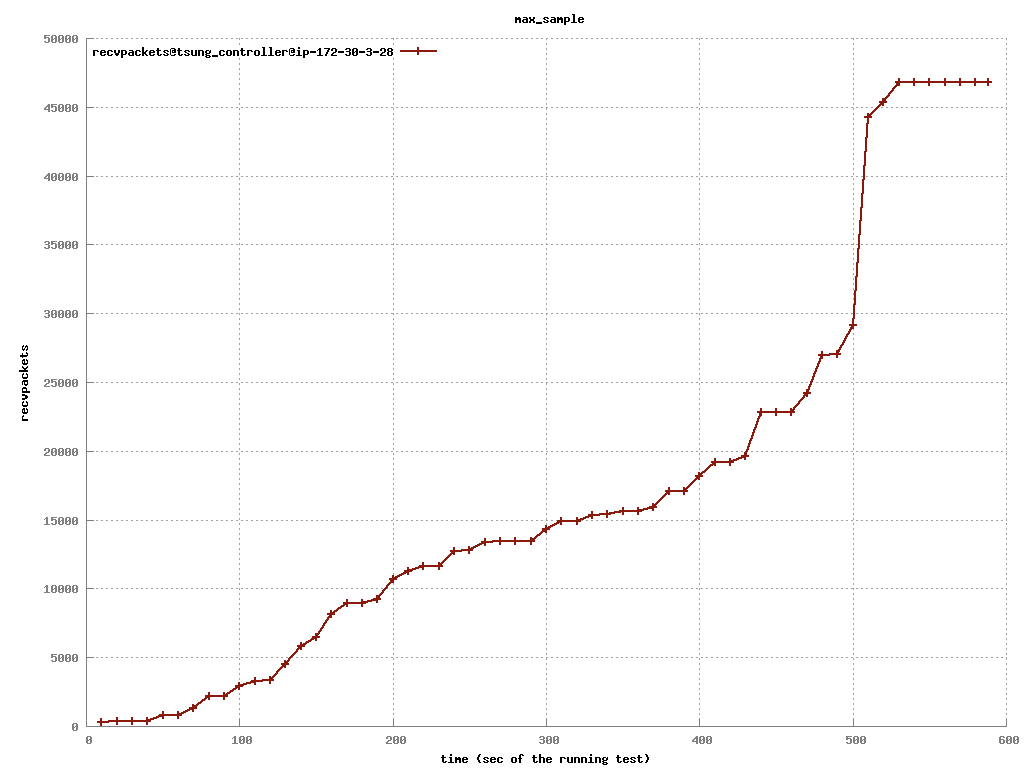 max_sample
50000
recvpackets@tsung_controller@ip-172-30-3-28
45000
40000
35000
30000
recvpackets
25000
20000
15000
10000
5000
0
0 100 200 300 400 500 600
time (sec of the running test)